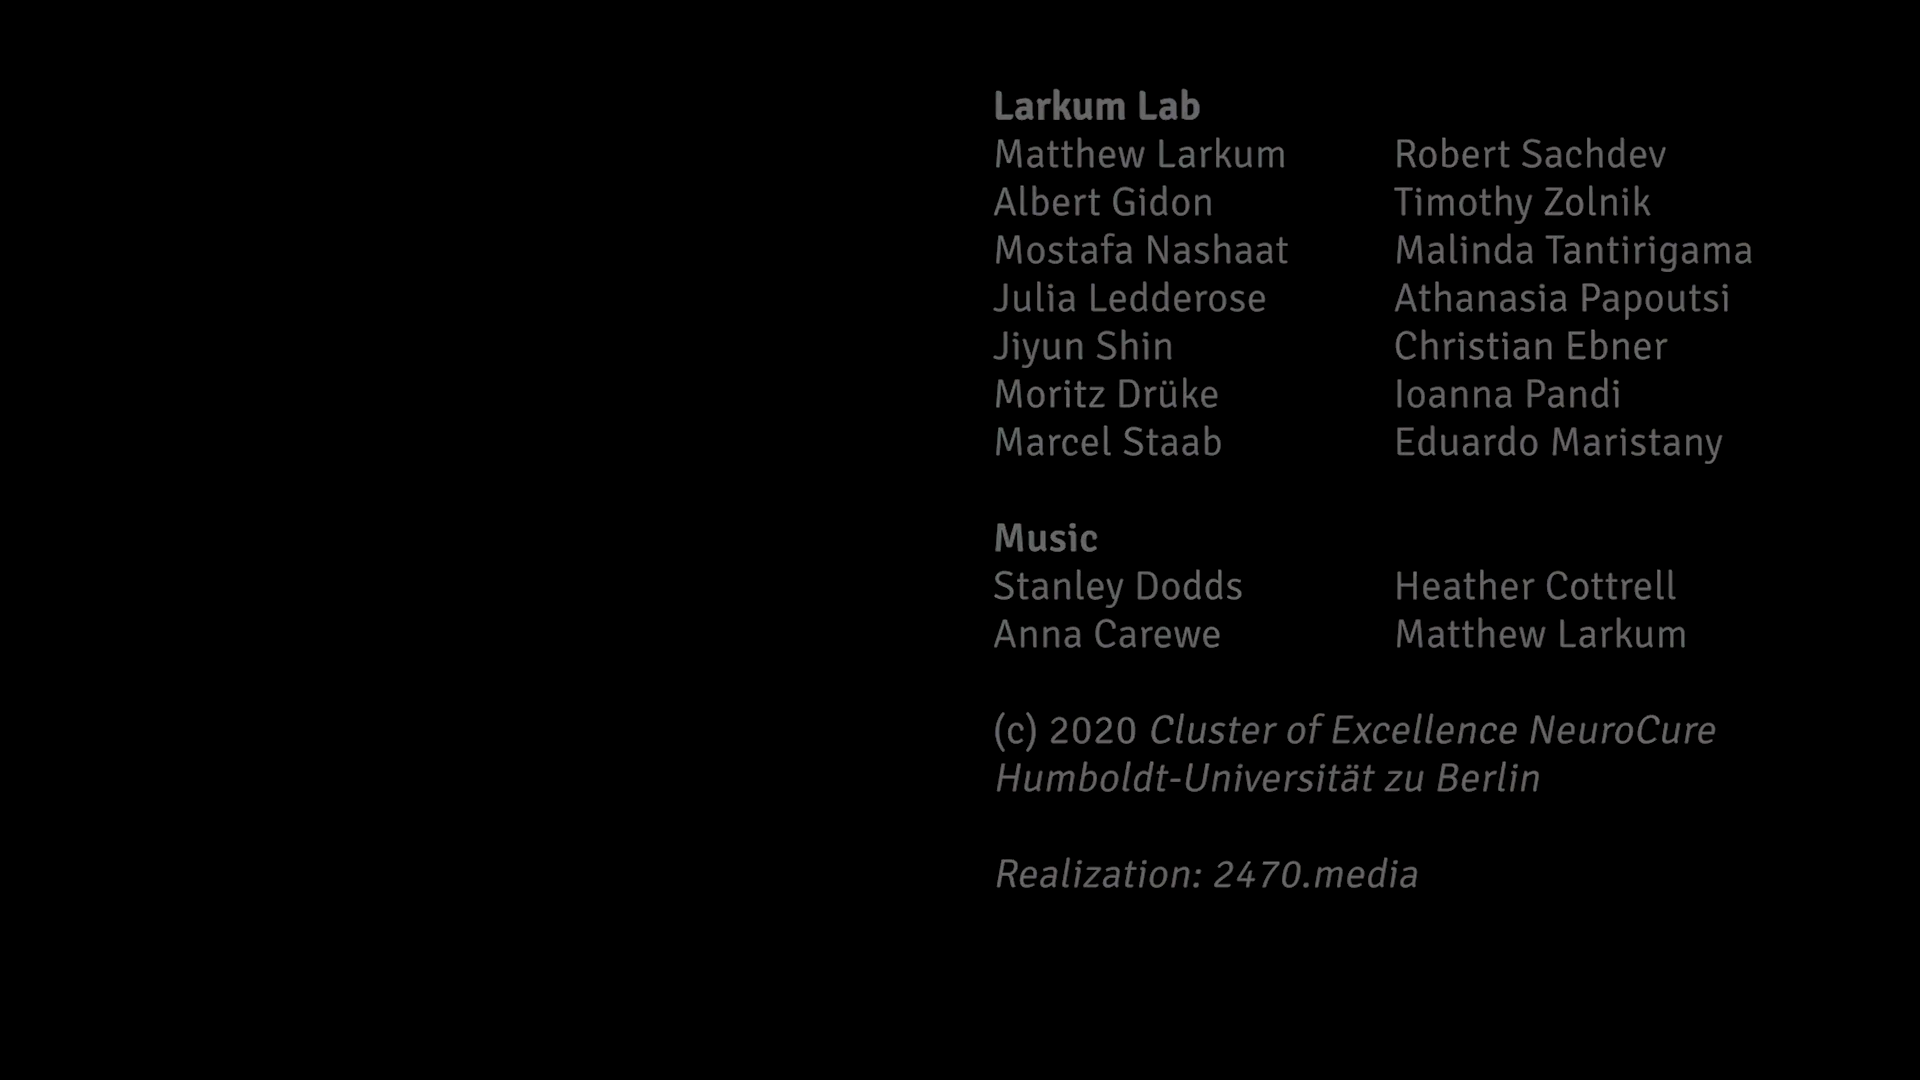 Larkum Lab
Matthew Larkum Robert Sachdev
Albert Gidon Timothy Zolnik
Mostafa Nashaat Malinda Tantirigama
Julia Ledderose Athanasia Papoutsi
Jiyun Shin Christian Ebner
Moritz Drüke Ioanna Pandi
Marcel Staab Eduardo Maristany
Music
Stanley Dodds Heather Cottrell
Anna Carewe Matthew Larkum
(c) 2020 Cluster of Excellence NeuroCure
Humboldt-Universität zu Berlin
Realization: 2470.media